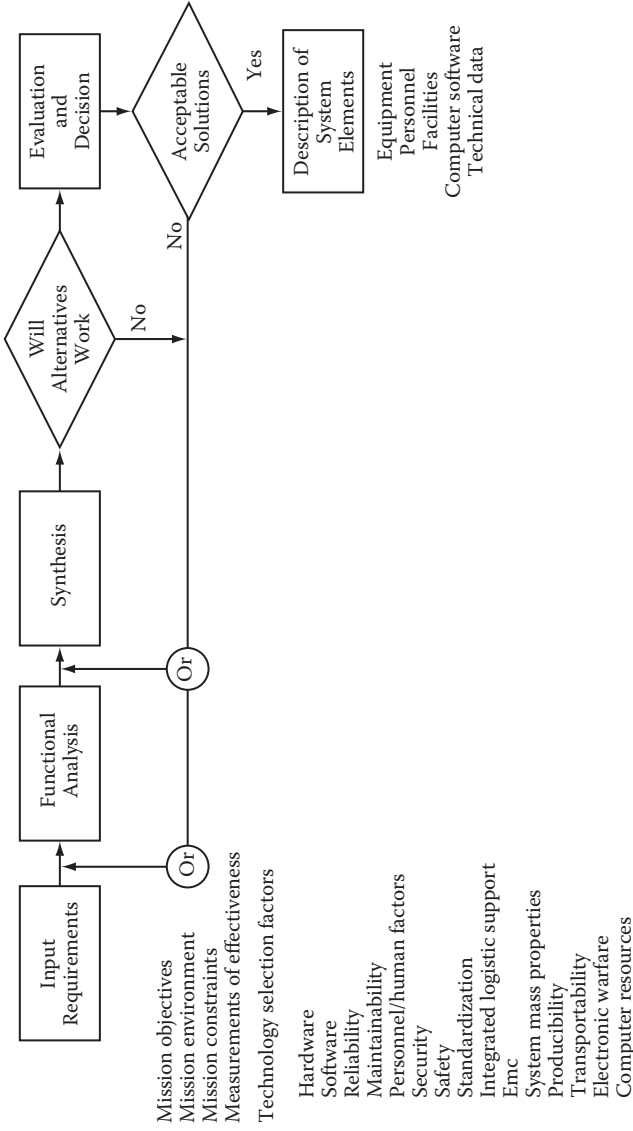 Input
Requirements
Functional
Analysis
Synthesis
Will
Alternatives
Work
Evaluation
and
Decision
No
Or
Or
No
Acceptable
Solutions
Yes
Description of
System
Elements
Equipment
Personnel
Facilities
Computer software
Technical data
Mission objectives
Mission environment
Mission constraints
Measurements of effectiveness
Technology selection factors
Hardware
Software
Reliability
Maintainability
Personnel/human factors
Security
Safety
Standardization
Integrated logistic support
Emc
System mass properties
Producibility
Transportability
Electronic warfare
Computer resources